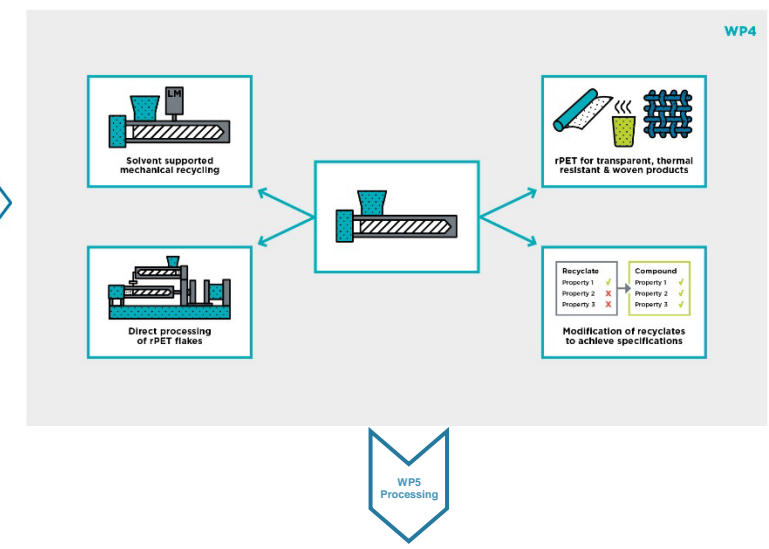 WP4
LM
Solvent supported
mechanical recycling
rPET for transparent, thermal
resistant & woven products
Direct processing
of rPET flakes
Recyclate
Property 1 √
Property 2 X
Property 3 X
Compound
Property 1 √
Property 2 √
Property 3 √
Modification of recyclates
to achieve specifications
WP5
Processing